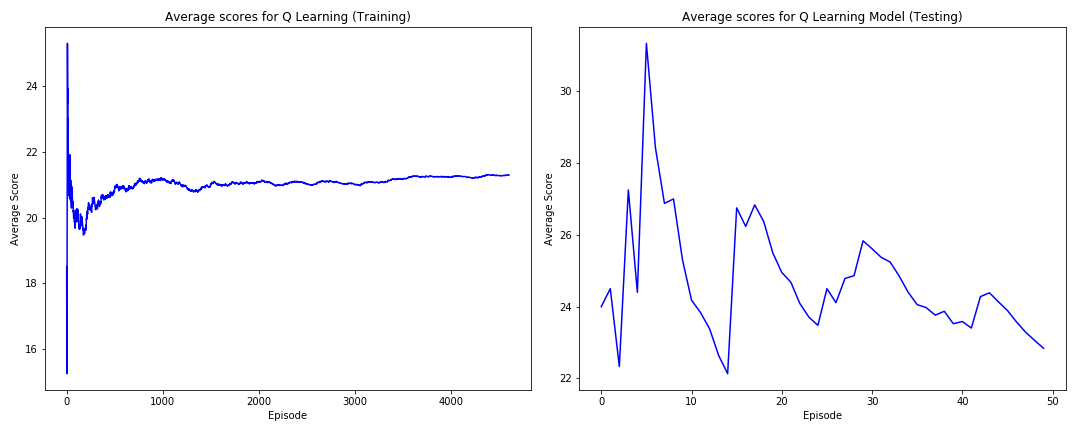 Average scores for Q Learning (Training)
Average Score
24
22
20
18
16
0 1000 2000 3000 4000
Episode
Average scores for Q Learning Model (Testing)
Average Score
30
28
26
24
22
0 10 20 30 40 50
Episode